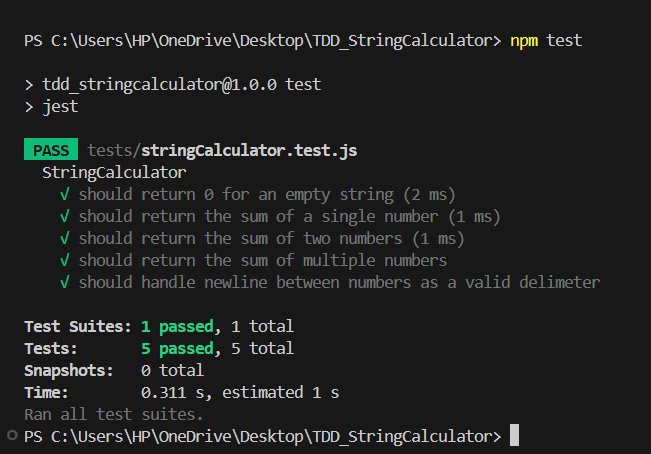 PS C:\Users\HP\OneDrive\Desktop\TDD_StringCalculator> npm test
> tdd_stringcalculator@1.0.0 test
> jest
PASS tests/stringCalculator.test.js
StringCalculator
√ should return 0 for an empty string (2 ms)
√ should return the sum of a single number (1 ms)
√ should return the sum of two numbers (1 ms)
√ should return the sum of multiple numbers
√ should handle newline between numbers as a valid delimeter
Test Suites: 1 passed, 1 total
Tests: 5 passed, 5 total
Snapshots: 0 total
Time: 0.311 s, estimated 1 s
Ran all test suites.
PS C:\Users\HP\OneDrive\Desktop\TDD_StringCalculator>